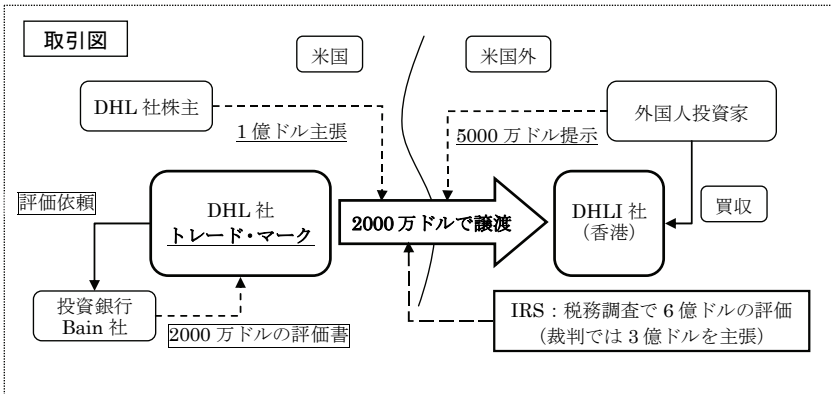 取引図
米国
米国外
DHL 社株主
1 億ドル主張
5000 万ドル提示
外国人投資家
評価依頼
DHL 社
トレード・マーク
2000 万ドルで譲渡
DHLI 社
(香港)
買収
投資銀行
Bain 社
2000 万ドルの評価書
IRS：税務調査で 6 億ドルの評価
(裁判では 3 億ドルを主張)